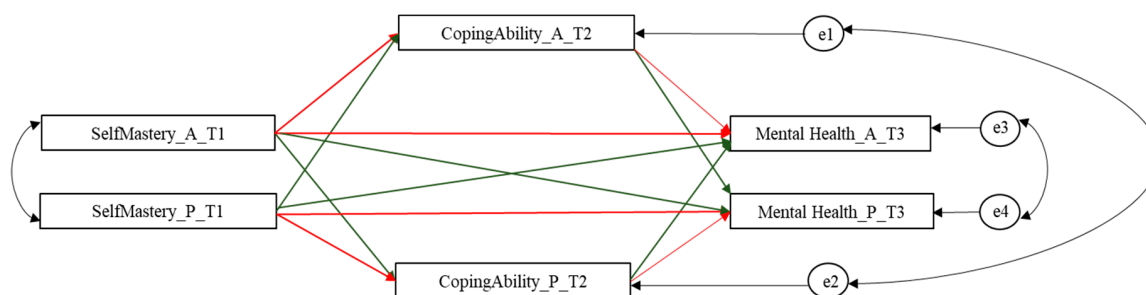 CopingAbility_A_T2
e1
SelfMastery_A_T1
Mental Health_A_T3
e3
SelfMastery_P_T1
Mental Health_P_T3
e4
CopingAbility_P_T2
e2